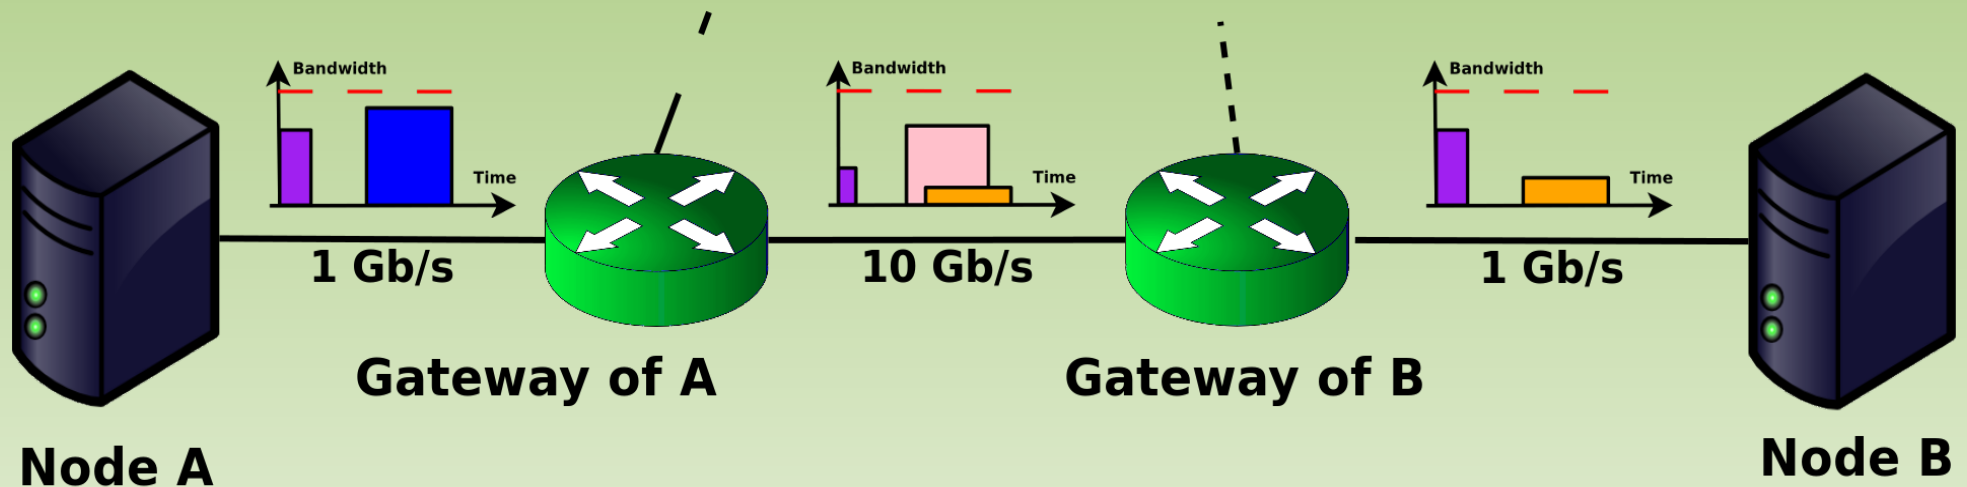 Bandwidth
Time
Bandwidth
Time
Bandwidth
Time
1 Gb/s
10 Gb/s
1 Gb/s
Gateway of A
Gateway of B
Node A
Node B